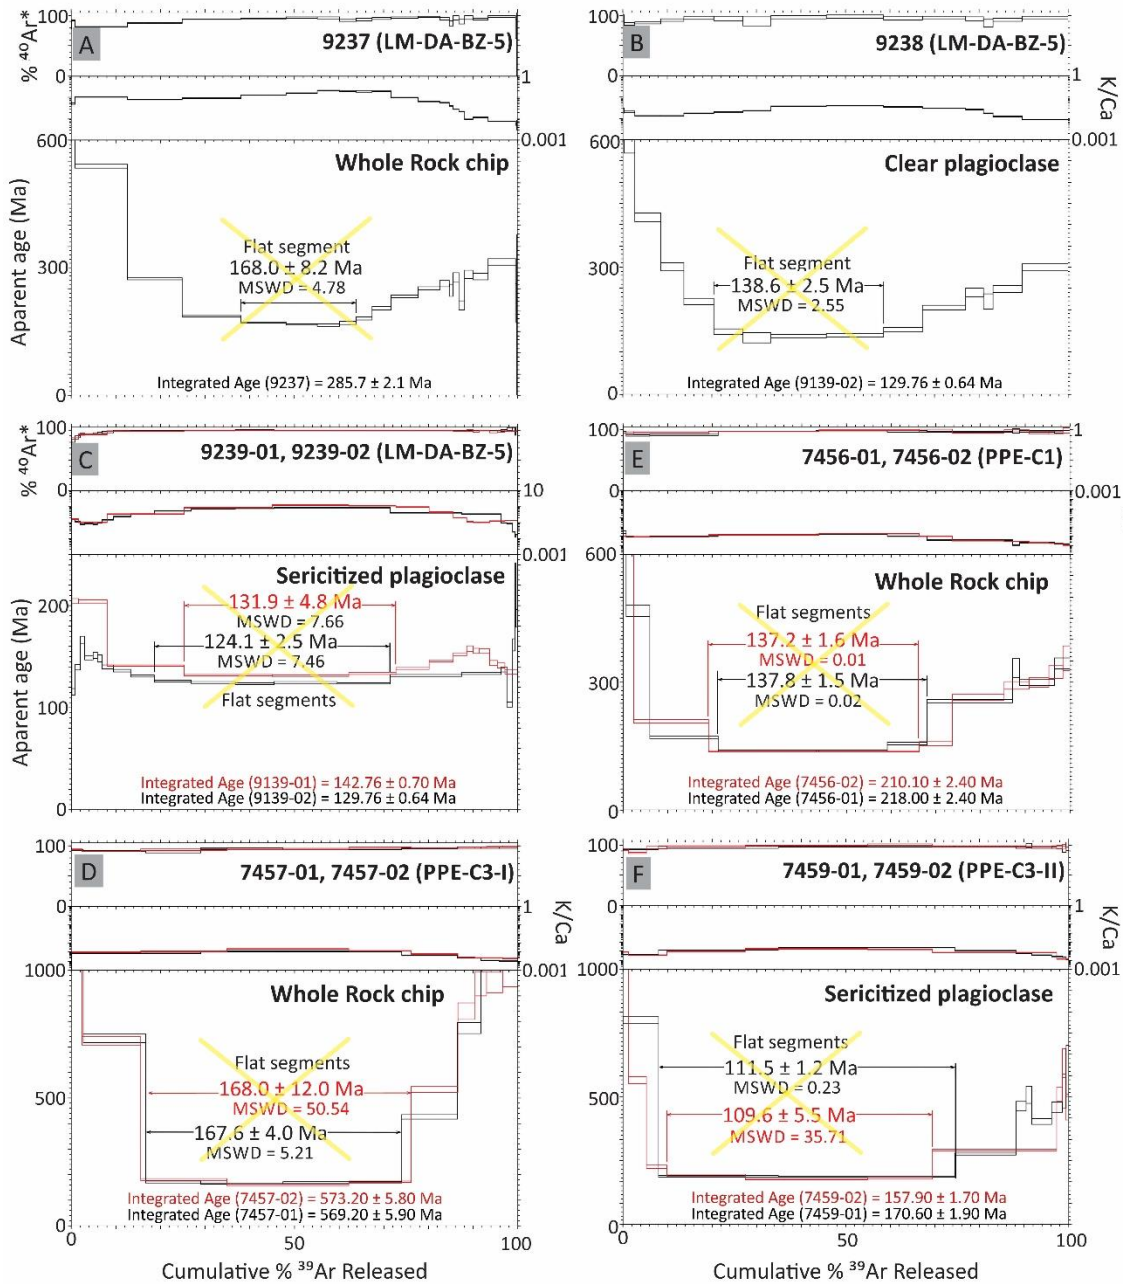 100
% ⁴⁰Ar*
0
A
9237 (LM-DA-BZ-5)
600
Whole Rock chip
Flat segment
168.0 ± 8.2 Ma
MSWD = 4.78
300
Apparent age (Ma)
0
Integrated Age (9237) = 285.7 ± 2.1 Ma
100
0
B
9238 (LM-DA-BZ-5)
1
K/Ca
0.001
600
Clear plagioclase
Flat segment
138.6 ± 2.5 Ma
MSWD = 2.55
300
0
Integrated Age (9139-02) = 129.76 ± 0.64 Ma
1
0.001
100
% ⁴⁰Ar*
0
C
9239-01, 9239-02 (LM-DA-BZ-5)
10
0.001
Sericitized plagioclase
200
131.9 ± 4.8 Ma
MSWD = 7.66
124.1 ± 2.5 Ma
MSWD = 7.46
Flat segments
100
Apparent age (Ma)
0
Integrated Age (9139-01) = 142.76 ± 0.70 Ma
Integrated Age (9139-02) = 129.76 ± 0.64 Ma
100
0
E
7456-01, 7456-02 (PPE-C1)
1
0.001
600
Whole Rock chip
Flat segments
137.2 ± 1.6 Ma
MSWD = 0.01
137.8 ± 1.5 Ma
MSWD = 0.02
300
0
Integrated Age (7456-02) = 210.10 ± 2.40 Ma
Integrated Age (7456-01) = 218.00 ± 2.40 Ma
100
0
D
7457-01, 7457-02 (PPE-C3-I)
1
K/Ca
0.001
1000
Whole Rock chip
Flat segments
168.0 ± 12.0 Ma
MSWD = 50.54
167.6 ± 4.0 Ma
MSWD = 5.21
500
0
Integrated Age (7457-02) = 573.20 ± 5.80 Ma
Integrated Age (7457-01) = 569.20 ± 5.90 Ma
50
100
Cumulative % ³⁹Ar Released
100
0
F
7459-01, 7459-02 (PPE-C3-II)
1
K/Ca
0.001
1000
Sericitized plagioclase
Flat segments
111.5 ± 1.2 Ma
MSWD = 0.23
109.6 ± 5.5 Ma
MSWD = 35.71
500
0
Integrated Age (7459-02) = 157.90 ± 1.70 Ma
Integrated Age (7459-01) = 170.60 ± 1.90 Ma
0
50
100
Cumulative % ³⁹Ar Released